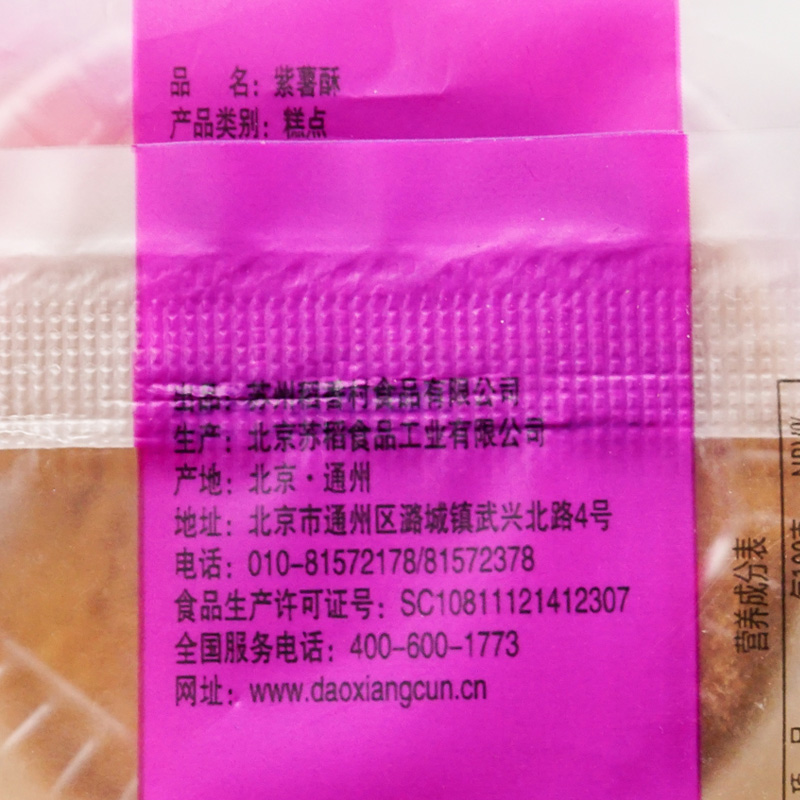 品 名：紫薯酥
产品类别：糕点
出品：苏州稻香村食品有限公司
生产：北京苏稻食品工业有限公司
产地：北京·通州
地址：北京市通州区潞城镇武兴北路4号
电话：010-81572178/81572378
食品生产许可证号：SC10811121412307
全国服务电话：400-600-1773
网址：www.daoxiangcun.cn
营养成分表